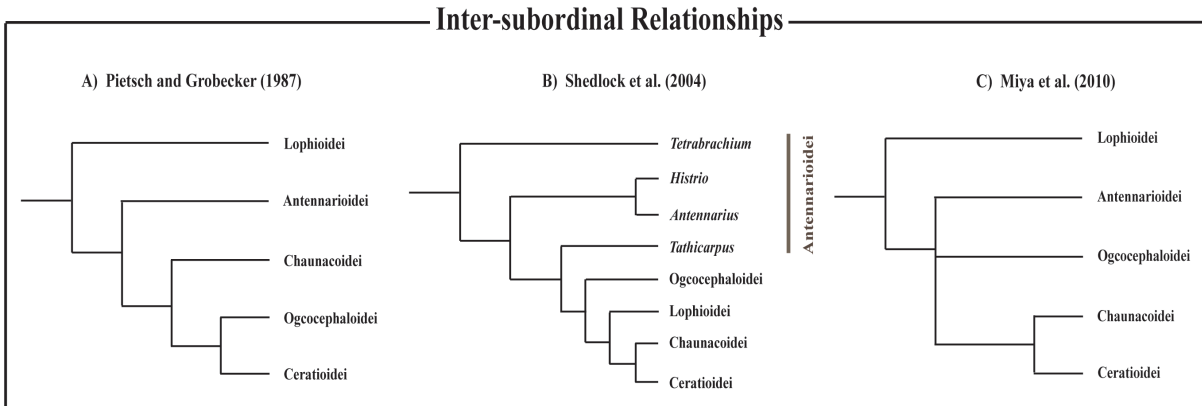 Inter-subordinal Relationships
A) Pietsch and Grobecker (1987)
Lophioidei
Antennarioidei
Chaunacoidei
Ogcocephaloidei
Ceratioidei
B) Shedlock et al. (2004)
Tetrabrachium
Histrio
Antennarius
Tathicarpus
Antennarioidei
Ogcocephaloidei
Lophioidei
Chaunacoidei
Ceratioidei
C) Miya et al. (2010)
Lophioidei
Antennarioidei
Ogcocephaloidei
Chaunacoidei
Ceratioidei